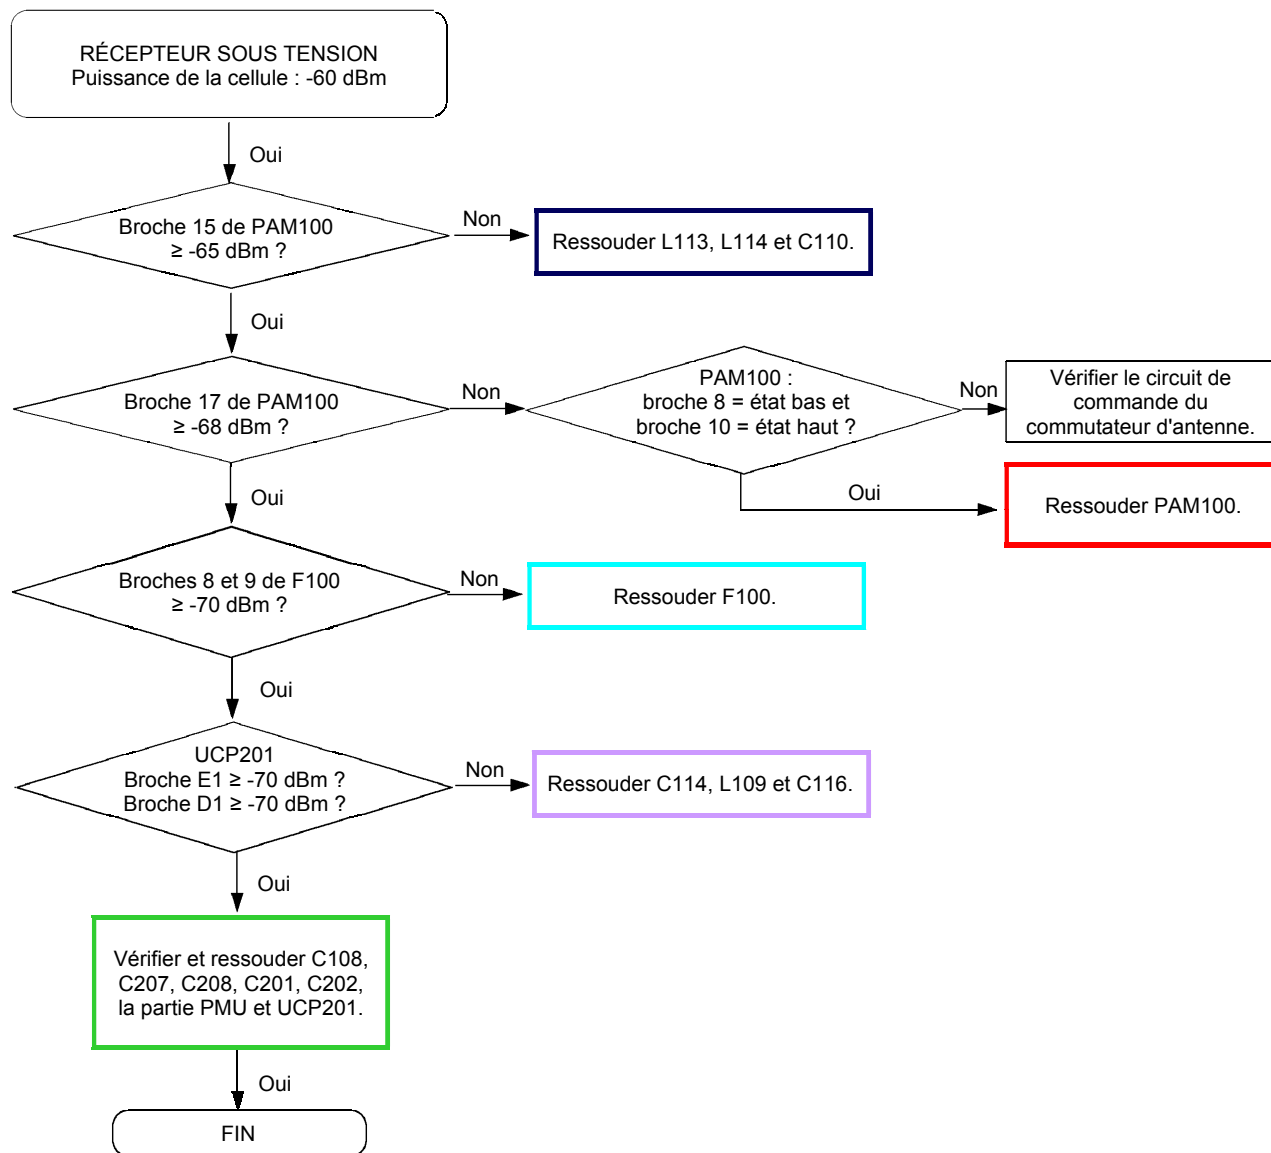 RÉCEPTEUR SOUS TENSION
Puissance de la cellule : -60 dBm
Oui
Broche 15 de PAM100
≥ -65 dBm ?
Non
Ressouder L113, L114 et C110.
Oui
Broche 17 de PAM100
≥ -68 dBm ?
Non
PAM100 :
broche 8 = état bas et
broche 10 = état haut ?
Non
Vérifier le circuit de
commande du
commutateur d'antenne.
Oui
Ressouder PAM100.
Oui
Broches 8 et 9 de F100
≥ -70 dBm ?
Non
Ressouder F100.
Oui
UCP201
Broche E1 ≥ -70 dBm ?
Broche D1 ≥ -70 dBm ?
Non
Ressouder C114, L109 et C116.
Oui
Vérifier et ressouder C108,
C207, C208, C201, C202,
la partie PMU et UCP201.
Oui
FIN